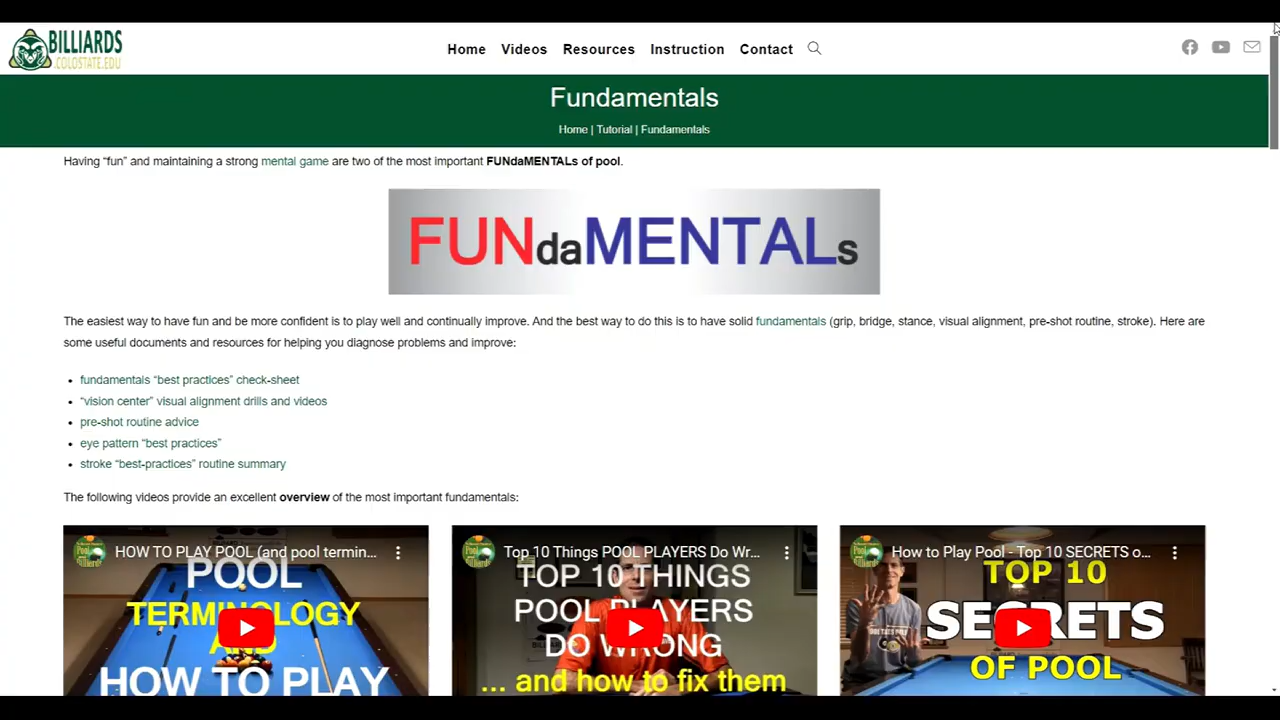 BILLIARDS
.COLOSTATE.EDU
Home Videos Resources Instruction Contact
Fundamentals
Home | Tutorial | Fundamentals
Having “fun” and maintaining a strong mental game are two of the most important FUNdaMENTALs of pool.
FUNdaMENTALs
The easiest way to have fun and be more confident is to play well and continually improve. And the best way to do this is to have solid fundamentals (grip, bridge, stance, visual alignment, pre-shot routine, stroke). Here are
some useful documents and resources for helping you diagnose problems and improve:
• fundamentals “best practices” check-sheet
• “vision center” visual alignment drills and videos
• pre-shot routine advice
• eye pattern “best practices”
• stroke “best-practices” routine summary
The following videos provide an excellent overview of the most important fundamentals:
HOW TO PLAY POOL (and pool termin...
POOL
TERMINOLOGY
AND
HOW TO PLAY
Top 10 Things POOL PLAYERS Do Wr...
TOP 10 THINGS
POOL PLAYERS
DO WRONG
... and how to fix them
How to Play Pool - Top 10 SECRETS o...
TOP 10
SECRETS
OF POOL